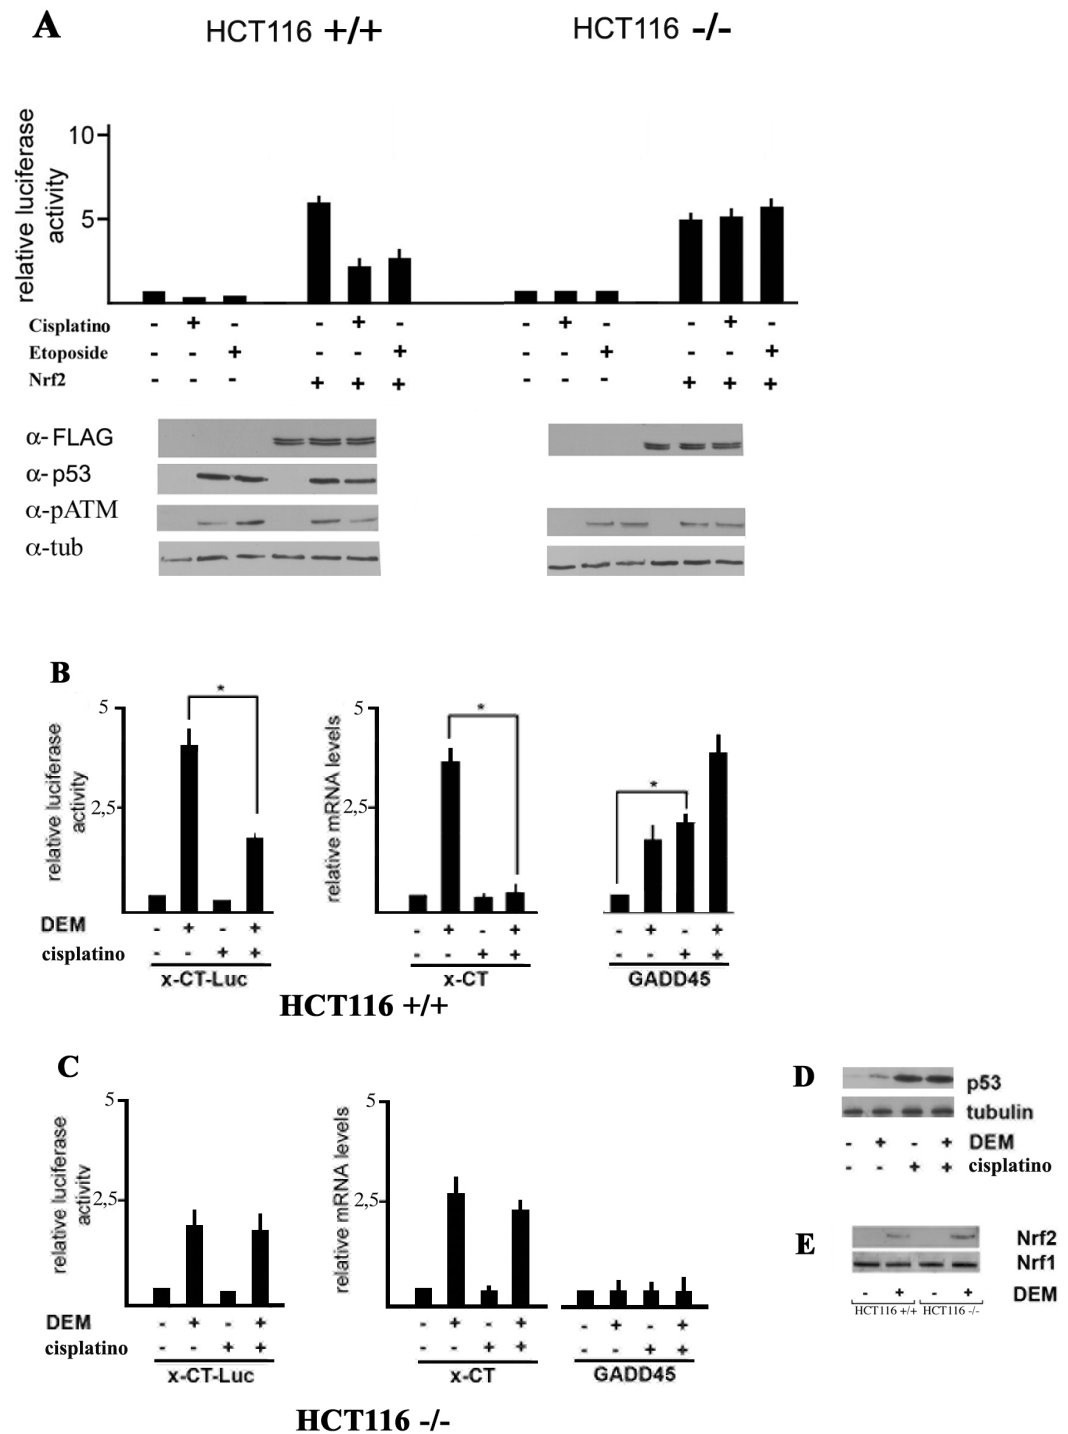 A
HCT116 +/+
HCT116 -/-
relative luciferase
activity
10
5
Cisplatino - + - - + - - + - - + -
Etoposide - - + - - + - - + - - +
Nrf2 - - - + + + - - - + + +
α-FLAG
α-p53
α-pATM
α-tub
B
relative luciferase
activity
5
2,5
*
relative mRNA levels
5
2,5
*
*
DEM - + - + - + - + - + - +
cisplatino - - + + - - + + - - + +
x-CT-Luc
x-CT
GADD45
HCT116 +/+
C
relative luciferase
activity
5
2,5
relative mRNA levels
5
2,5
DEM - + - + - + - + - + - +
cisplatino - - + + - - + + - - + +
x-CT-Luc
x-CT
GADD45
HCT116 -/-
D
p53
tubulin
- + - + DEM
- - + + cisplatino
E
Nrf2
Nrf1
- + - + DEM
HCT116 +/+ HCT116 -/-